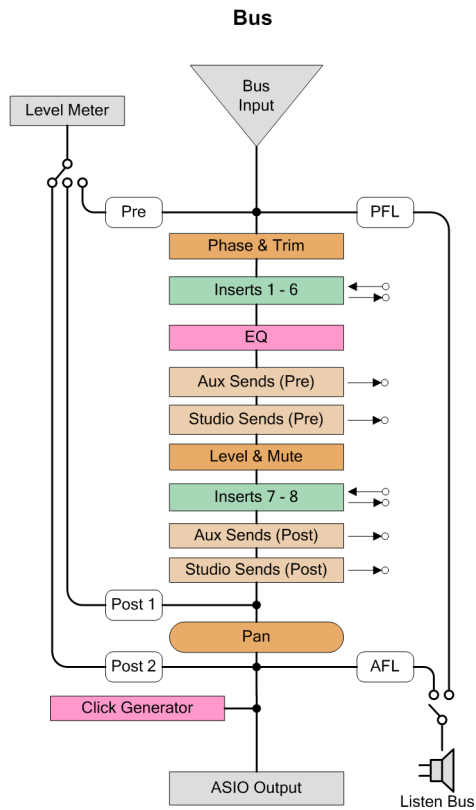 Bus
Bus
Input
Level Meter
Pre
PFL
Phase & Trim
Inserts 1 - 6
EQ
Aux Sends (Pre)
Studio Sends (Pre)
Level & Mute
Inserts 7 - 8
Aux Sends (Post)
Studio Sends (Post)
Post 1
Pan
Post 2
AFL
Click Generator
ASIO Output
Listen Bus